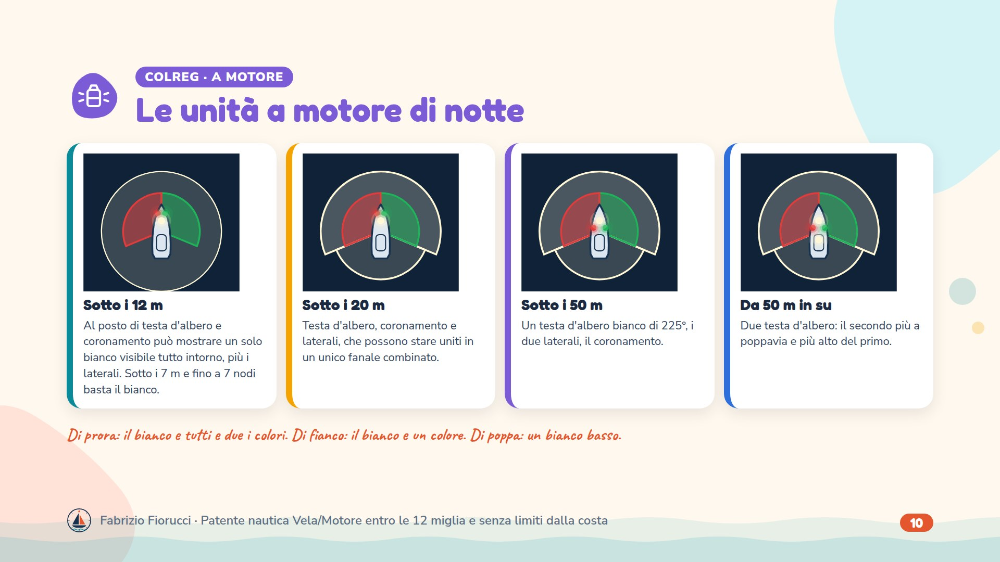 COLREG · A MOTORE
Le unità a motore di notte
Sotto i 12 m
Al posto di testa d'albero e
coronamento può mostrare un solo
bianco visibile tutto intorno, più i
laterali. Sotto i 7 m e fino a 7 nodi
basta il bianco.
Sotto i 20 m
Testa d'albero, coronamento e
laterali, che possono stare uniti in
un unico fanale combinato.
Sotto i 50 m
Un testa d'albero bianco di 225°, i
due laterali, il coronamento.
Da 50 m in su
Due testa d'albero: il secondo più a
poppavia e più alto del primo.
Di prora: il bianco e tutti e due i colori. Di fianco: il bianco e un colore. Di poppa: un bianco basso.
Fabrizio Fiorucci · Patente nautica Vela/Motore entro le 12 miglia e senza limiti dalla costa
10